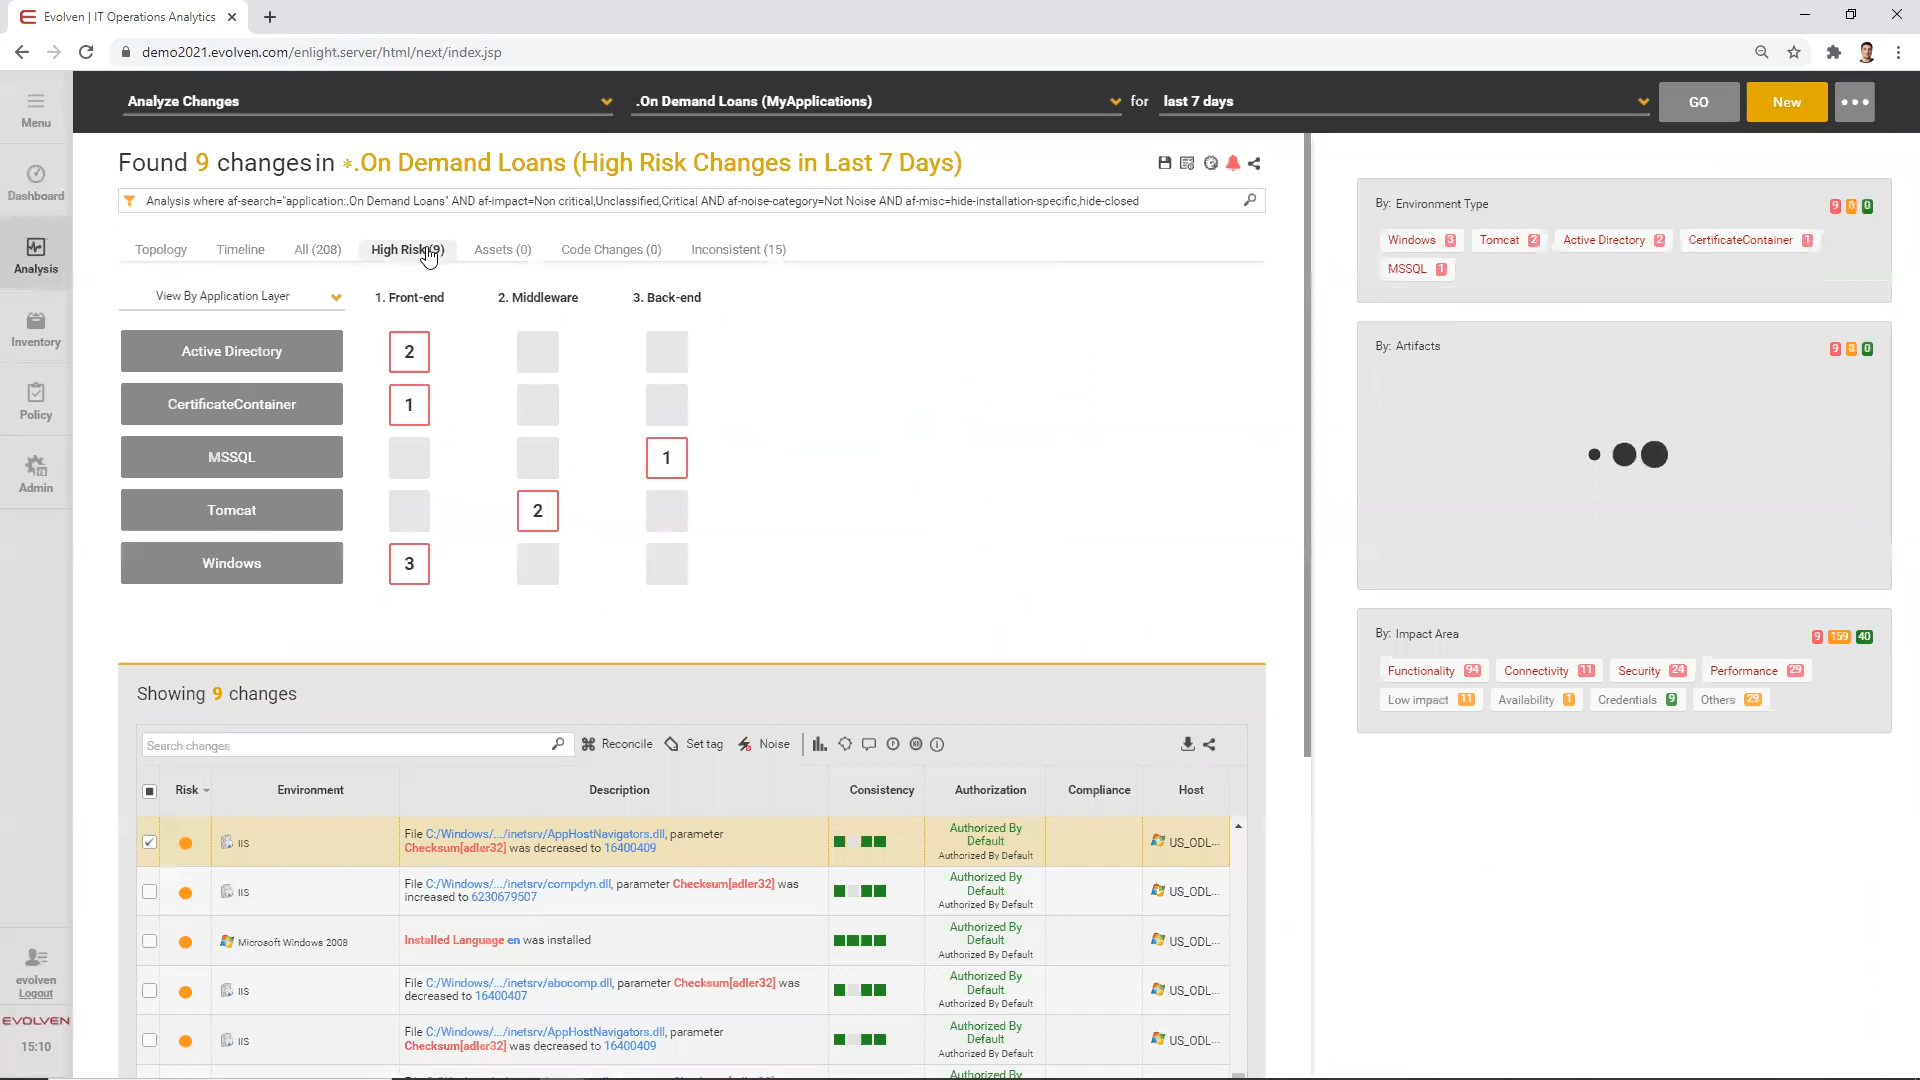 Evolven | IT Operations Analytics
demo2021.evolven.com/enlight.server/html/next/index.jsp
Menu
Dashboard
Analysis
Inventory
Policy
Admin
evolven
Logout
EVOLVEN
15:10
Analyze Changes
.On Demand Loans (MyApplications)
for
last 7 days
GO
New
Found 9 changes in *.On Demand Loans (High Risk Changes in Last 7 Days)
Analysis where af-search="application:.On Demand Loans" AND af-impact=Non critical,Unclassified,Critical AND af-noise-category=Not Noise AND af-misc=hide-installation-specific,hide-closed
Topology
Timeline
All (208)
High Risk (9)
Assets (0)
Code Changes (0)
Inconsistent (15)
View By Application Layer
1. Front-end
2. Middleware
3. Back-end
Active Directory
2
CertificateContainer
1
MSSQL
1
Tomcat
2
Windows
3
Showing 9 changes
Search changes
Reconcile
Set tag
Noise
Risk
Environment
Description
Consistency
Authorization
Compliance
Host
IIS
File C:/Windows/.../inetsrv/AppHostNavigators.dll, parameter
Checksum[adler32] was decreased to 16400409
Authorized By
Default
Authorized By Default
US_ODL...
IIS
File C:/Windows/.../inetsrv/compdyn.dll, parameter Checksum[adler32] was
increased to 6230679507
Authorized By
Default
Authorized By Default
US_ODL...
Microsoft Windows 2008
Installed Language en was installed
Authorized By
Default
Authorized By Default
US_ODL...
IIS
File C:/Windows/.../inetsrv/abocomp.dll, parameter Checksum[adler32] was
decreased to 16400407
Authorized By
Default
Authorized By Default
US_ODL...
IIS
File C:/Windows/.../inetsrv/AppHostNavigators.dll, parameter
Checksum[adler32] was decreased to 16400409
Authorized By
Default
Authorized By Default
US_ODL...
Authorized By
By: Environment Type
9 0 0
Windows 3
Tomcat 2
Active Directory 2
CertificateContainer 1
MSSQL 1
By: Artifacts
9 0 0
By: Impact Area
9 159 40
Functionality 94
Connectivity 11
Security 24
Performance 29
Low impact 11
Availability 1
Credentials 9
Others 29